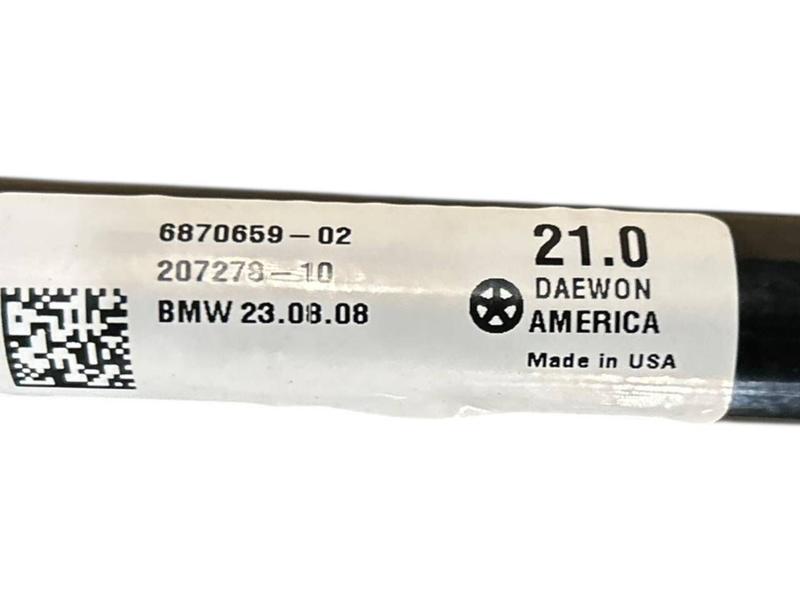 6870659-02
207278-10
BMW 23.08.08
21.0
DAEWON
AMERICA
Made in USA